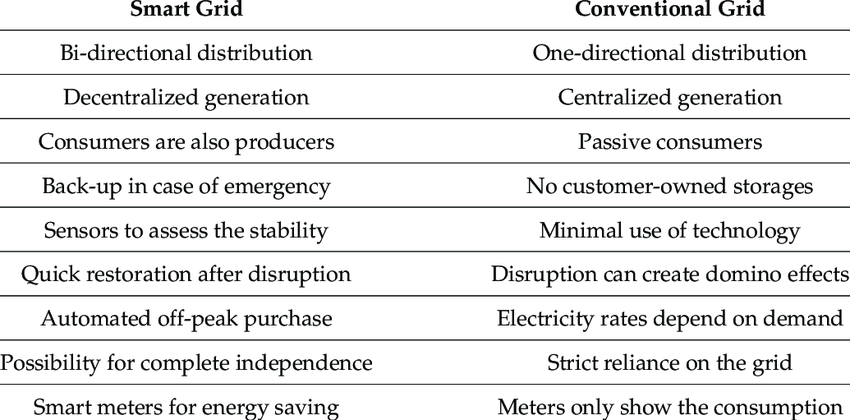 Smart Grid Conventional Grid
Bi-directional distribution One-directional distribution
Decentralized generation Centralized generation
Consumers are also producers Passive consumers
Back-up in case of emergency No customer-owned storages
Sensors to assess the stability Minimal use of technology
Quick restoration after disruption Disruption can create domino effects
Automated off-peak purchase Electricity rates depend on demand
Possibility for complete independence Strict reliance on the grid
Smart meters for energy saving Meters only show the consumption